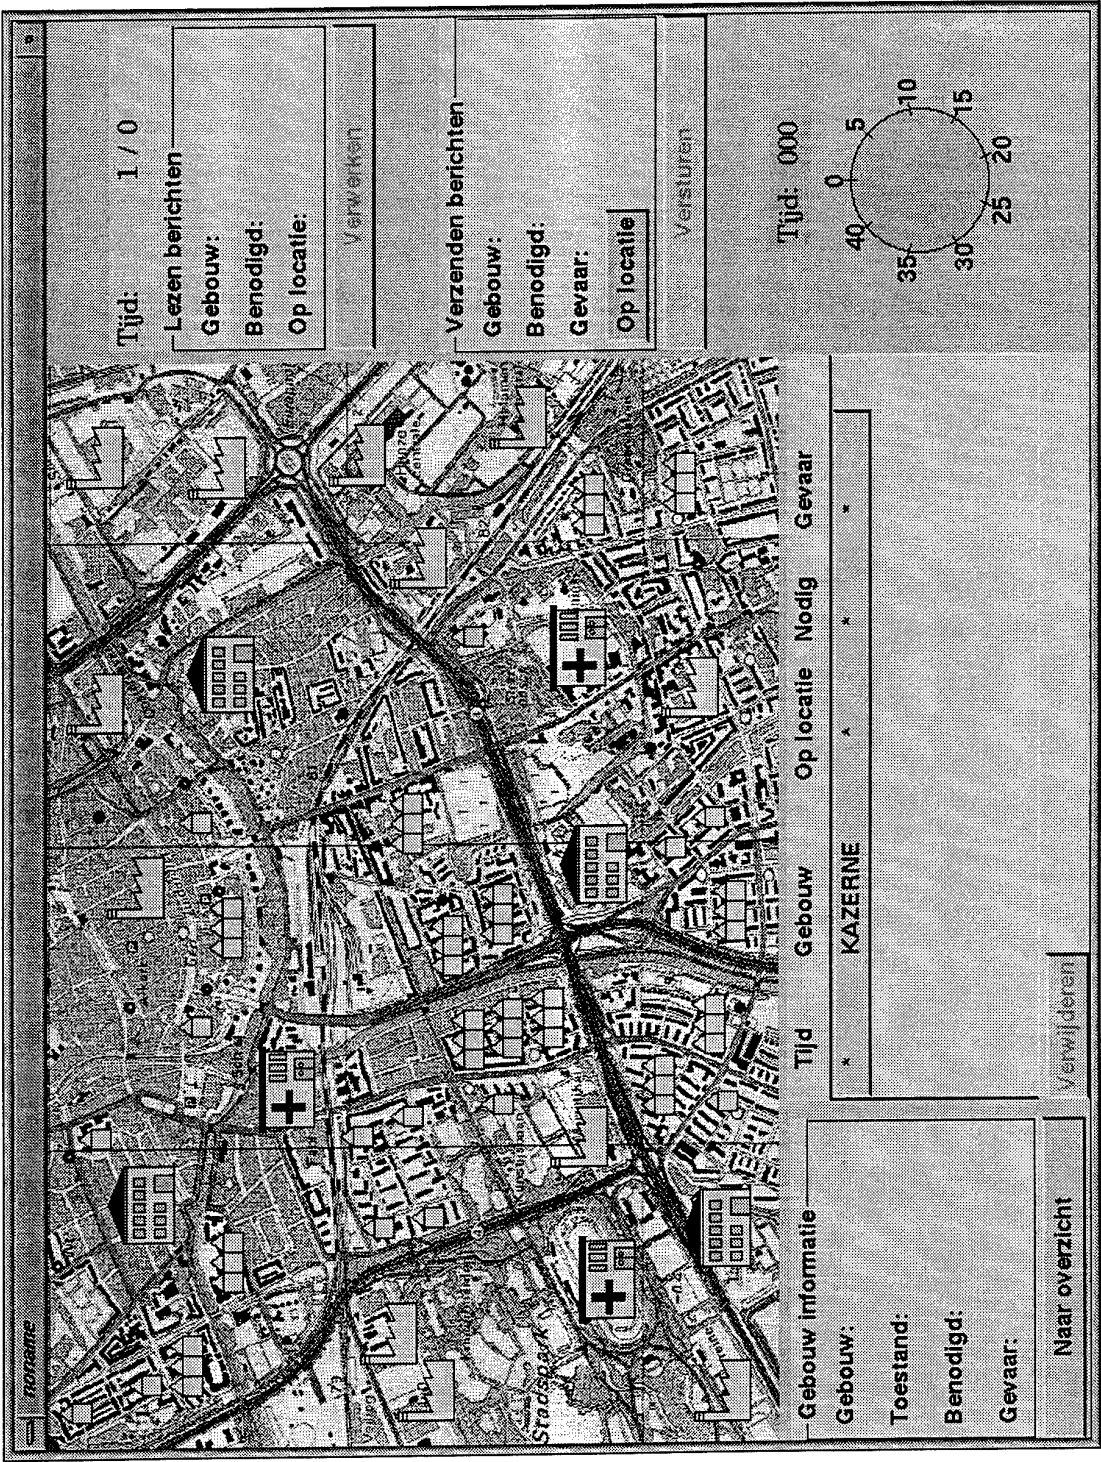 noname
Tijd: 1 / 0
Lezen berichten
Gebouw:
Benodigd:
Op locatie:
Verwerken
Verzenden berichten
Gebouw:
Benodigd:
Gevaar:
Op locatie
Versturen
Tijd: 000
0
5
10
15
20
25
30
35
40
Stadspark
Hunze
centrale
Tijd Gebouw Op locatie Nodig Gevaar
* KAZERNE * * *
Verwijderen
Gebouw informatie
Gebouw:
Toestand:
Benodigd:
Gevaar:
Naar overzicht